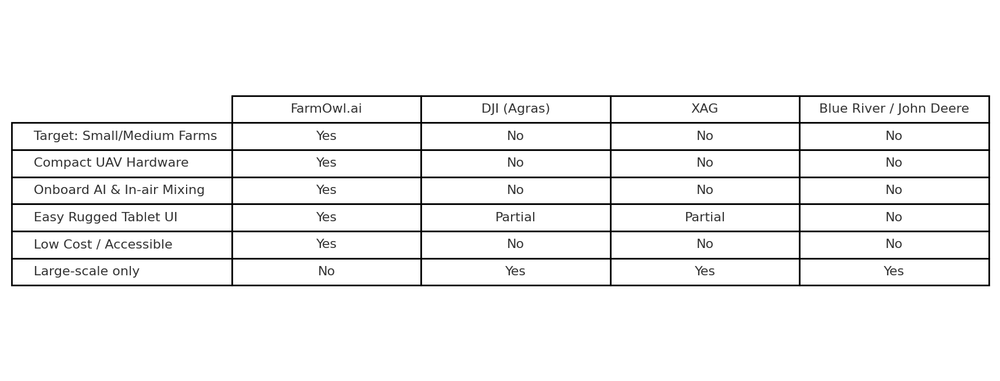 FarmOwl.ai DJI (Agras) XAG Blue River / John Deere
Target: Small/Medium Farms Yes No No No
Compact UAV Hardware Yes No No No
Onboard AI & In-air Mixing Yes No No No
Easy Rugged Tablet UI Yes Partial Partial No
Low Cost / Accessible Yes No No No
Large-scale only No Yes Yes Yes